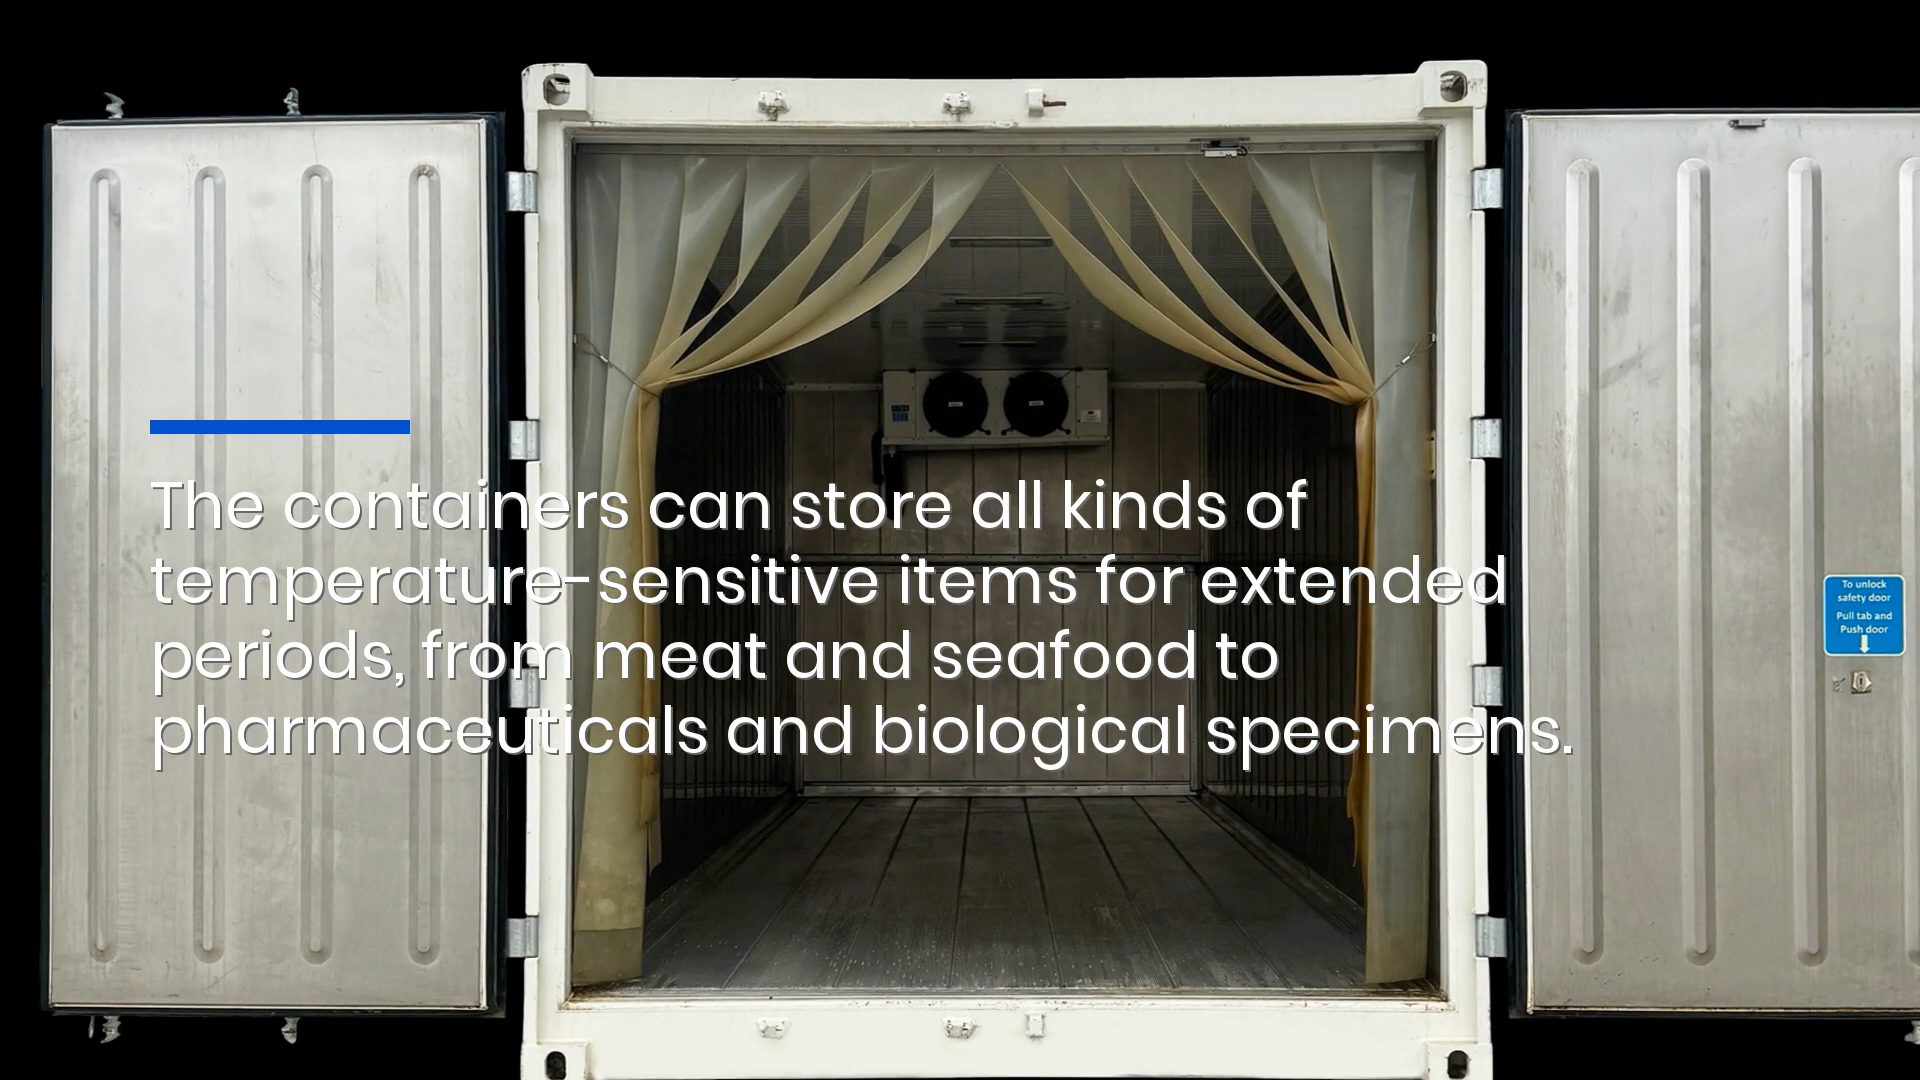 The containers can store all kinds of
temperature-sensitive items for extended
periods, from meat and seafood to
pharmaceuticals and biological specimens.
To unlock
safety door
Pull tab and
Push door